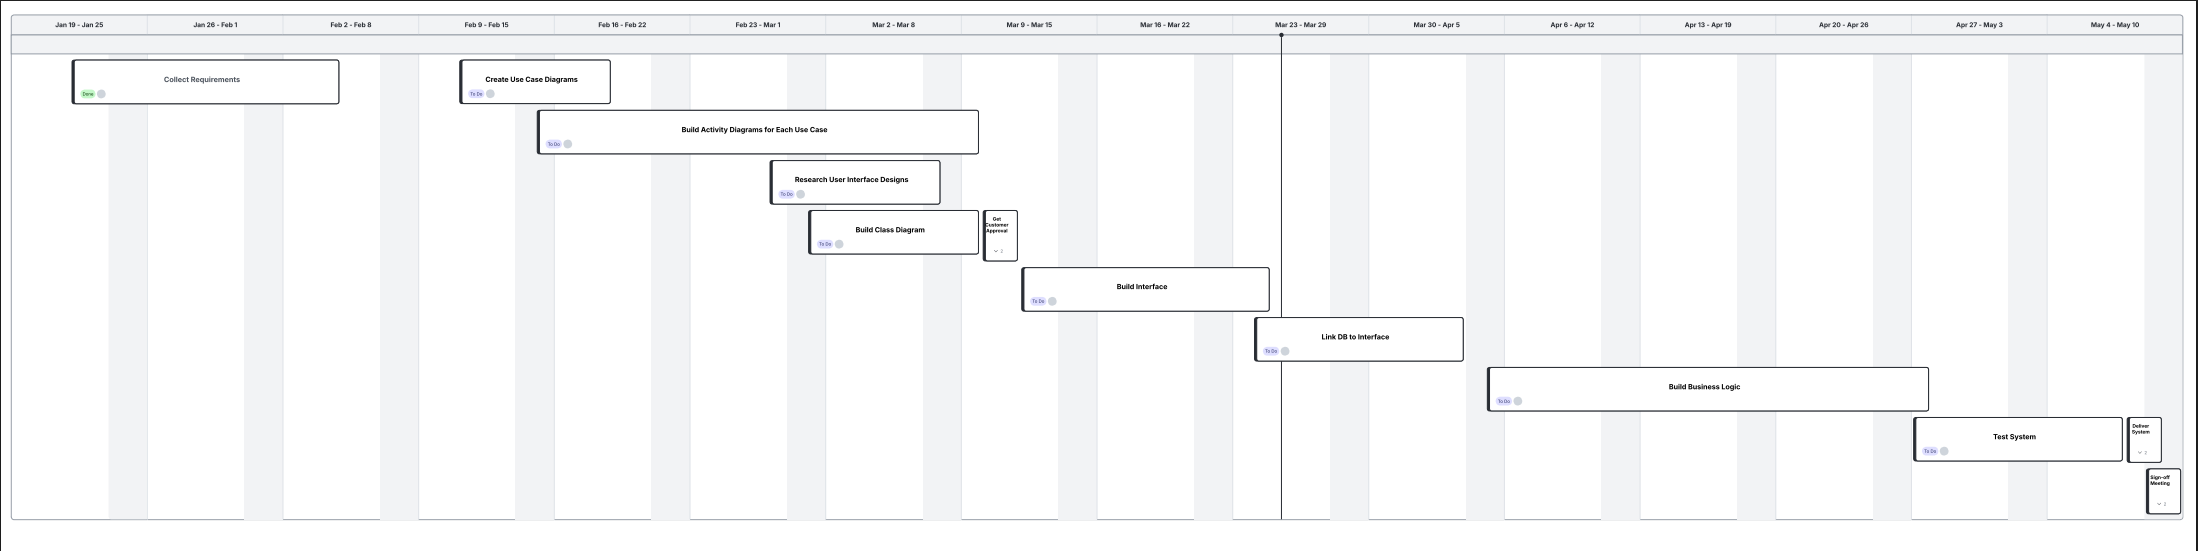 Jan 19 - Jan 25
Jan 26 - Feb 1
Feb 2 - Feb 8
Feb 9 - Feb 15
Feb 16 - Feb 22
Feb 23 - Mar 1
Mar 2 - Mar 8
Mar 9 - Mar 15
Mar 16 - Mar 22
Mar 23 - Mar 29
Mar 30 - Apr 5
Apr 6 - Apr 12
Apr 13 - Apr 19
Apr 20 - Apr 26
Apr 27 - May 3
May 4 - May 10
Collect Requirements
Done
Create Use Case Diagrams
To Do
Build Activity Diagrams for Each Use Case
To Do
Research User Interface Designs
To Do
Build Class Diagram
To Do
Get
Customer
Approval
2
Build Interface
To Do
Link DB to Interface
To Do
Build Business Logic
To Do
Test System
To Do
Deliver
System
2
Sign-off
Meeting
2